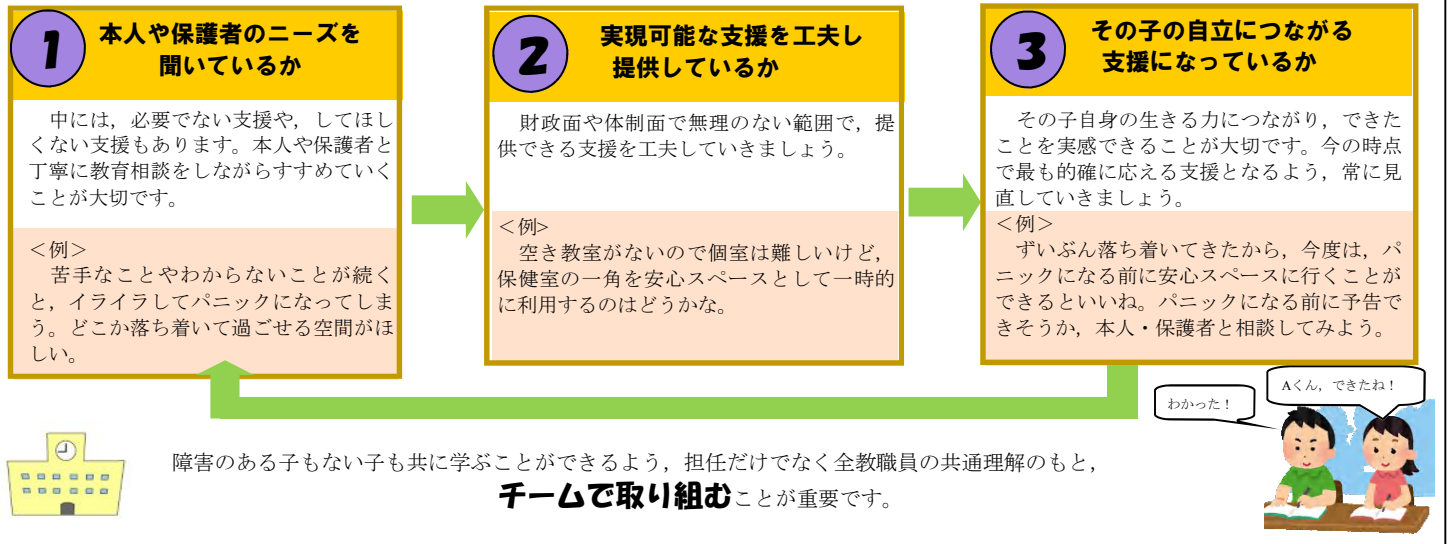 1
本人や保護者のニーズを
聞いているか
中には，必要でない支援や，してほし
くない支援もあります。本人や保護者と
丁寧に教育相談をしながらすすめていく
ことが大切です。
＜例＞
苦手なことやわからないことが続く
と，イライラしてパニックになってしま
う。どこか落ち着いて過ごせる空間がほ
しい。
2
実現可能な支援を工夫し
提供しているか
財政面や体制面で無理のない範囲で，提
供できる支援を工夫していきましょう。
＜例>
空き教室がないので個室は難しいけど，
保健室の一角を安心スペースとして一時的
に利用するのはどうかな。
3
その子の自立につながる
支援になっているか
その子自身の生きる力につながり，できた
ことを実感できることが大切です。今の時点
で最も的確に応える支援となるよう，常に見
直していきましょう。
＜例＞
ずいぶん落ち着いてきたから，今度は，パ
ニックになる前に安心スペースに行くことが
できるといいね。パニックになる前に予告で
きそうか，本人・保護者と相談してみよう。
わかった！
Aくん，できたね！
障害のある子もない子も共に学ぶことができるよう，担任だけでなく全教職員の共通理解のもと，
チームで取り組むことが重要です。